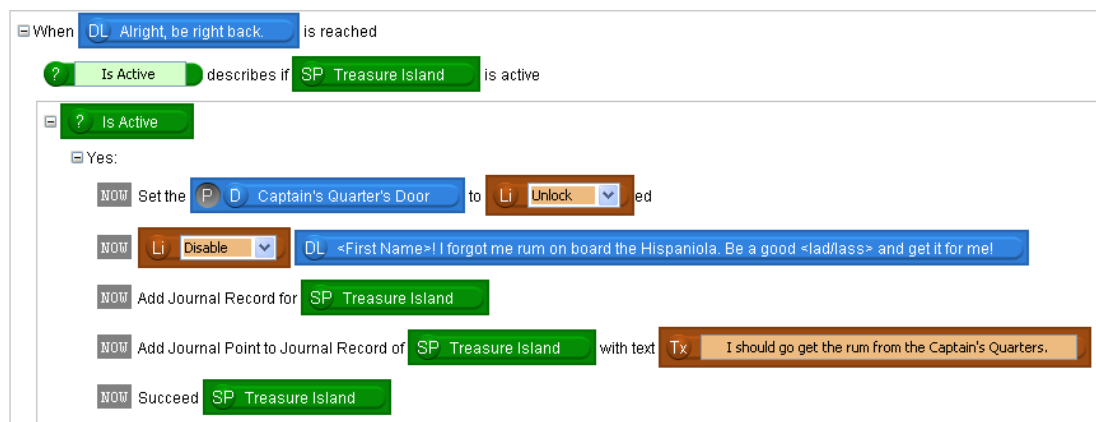 When DL Alright, be right back. is reached
? Is Active describes if SP Treasure Island is active
? Is Active
Yes:
NOW Set the P D Captain's Quarter's Door to Li Unlock ed
NOW Li Disable DL <First Name>! I forgot me rum on board the Hispaniola. Be a good <lad/lass> and get it for me!
NOW Add Journal Record for SP Treasure Island
NOW Add Journal Point to Journal Record of SP Treasure Island with text Tx I should go get the rum from the Captain's Quarters.
NOW Succeed SP Treasure Island